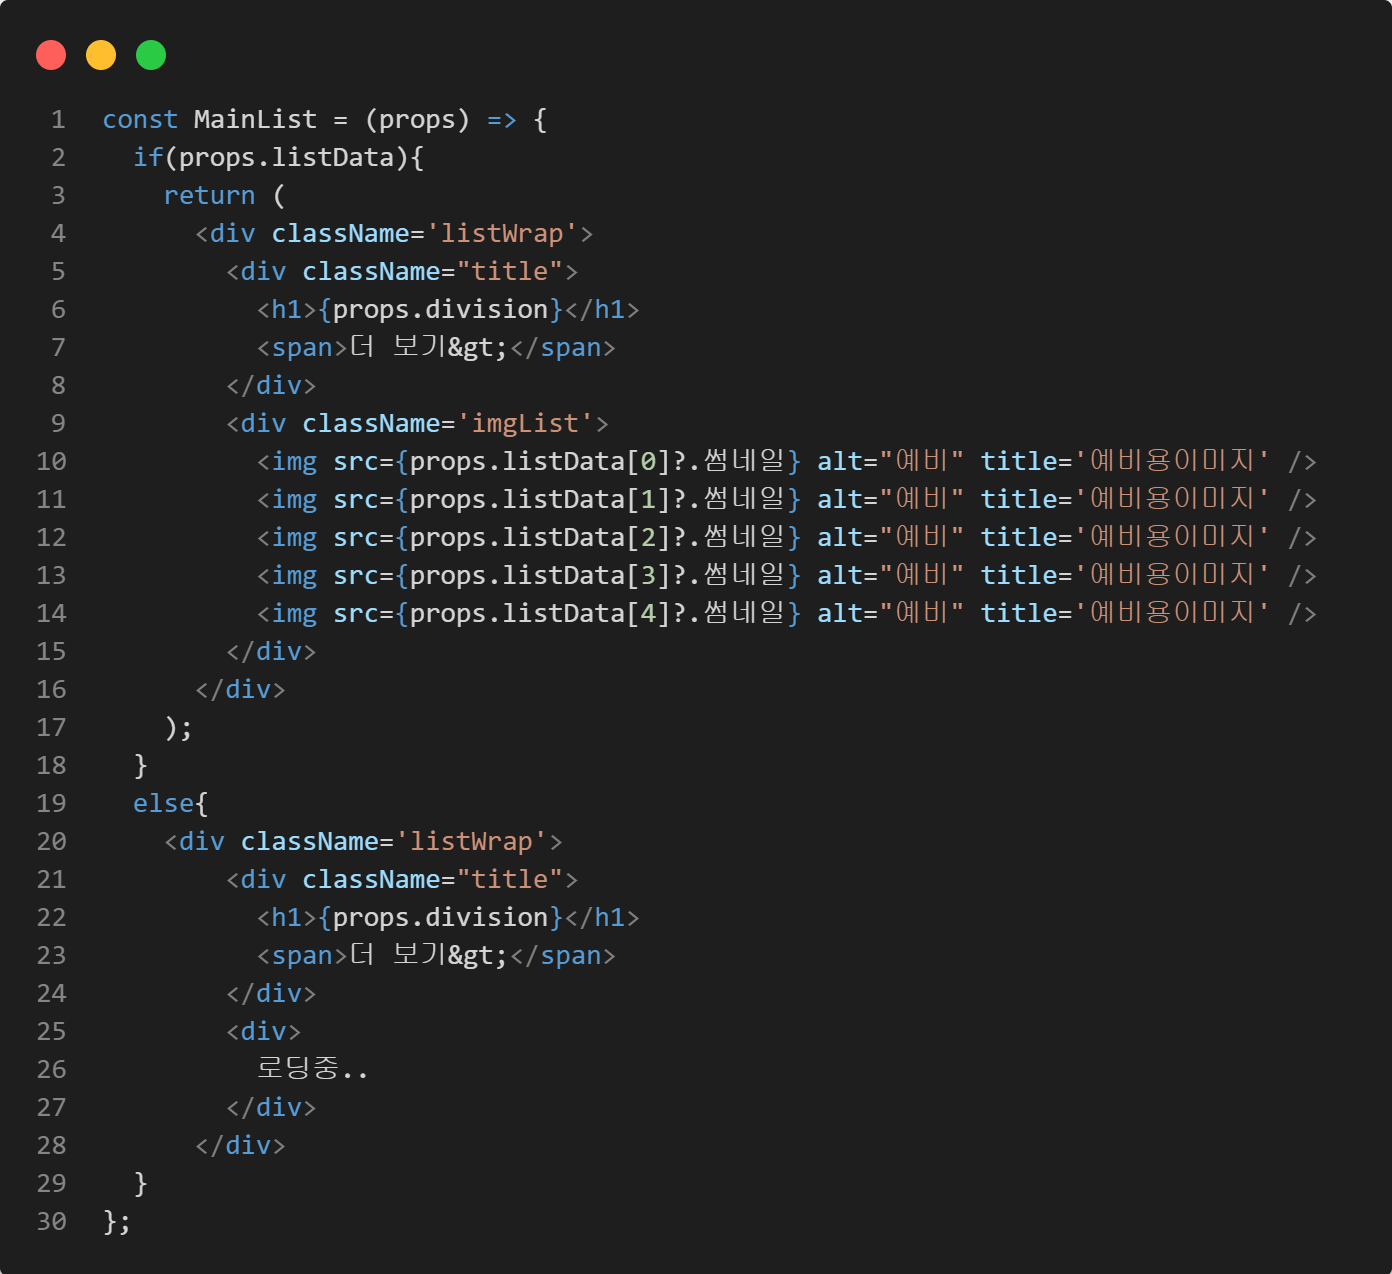 1 const MainList = (props) => {
2 if(props.listData){
3 return (
4 <div className='listWrap'>
5 <div className="title">
6 <h1>{props.division}</h1>
7 <span>더 보기&gt;</span>
8 </div>
9 <div className='imgList'>
10 <img src={props.listData[0]?.썸네일} alt="예비" title='예비용이미지' />
11 <img src={props.listData[1]?.썸네일} alt="예비" title='예비용이미지' />
12 <img src={props.listData[2]?.썸네일} alt="예비" title='예비용이미지' />
13 <img src={props.listData[3]?.썸네일} alt="예비" title='예비용이미지' />
14 <img src={props.listData[4]?.썸네일} alt="예비" title='예비용이미지' />
15 </div>
16 </div>
17 );
18 }
19 else{
20 <div className='listWrap'>
21 <div className="title">
22 <h1>{props.division}</h1>
23 <span>더 보기&gt;</span>
24 </div>
25 <div>
26 로딩중..
27 </div>
28 </div>
29 }
30 };